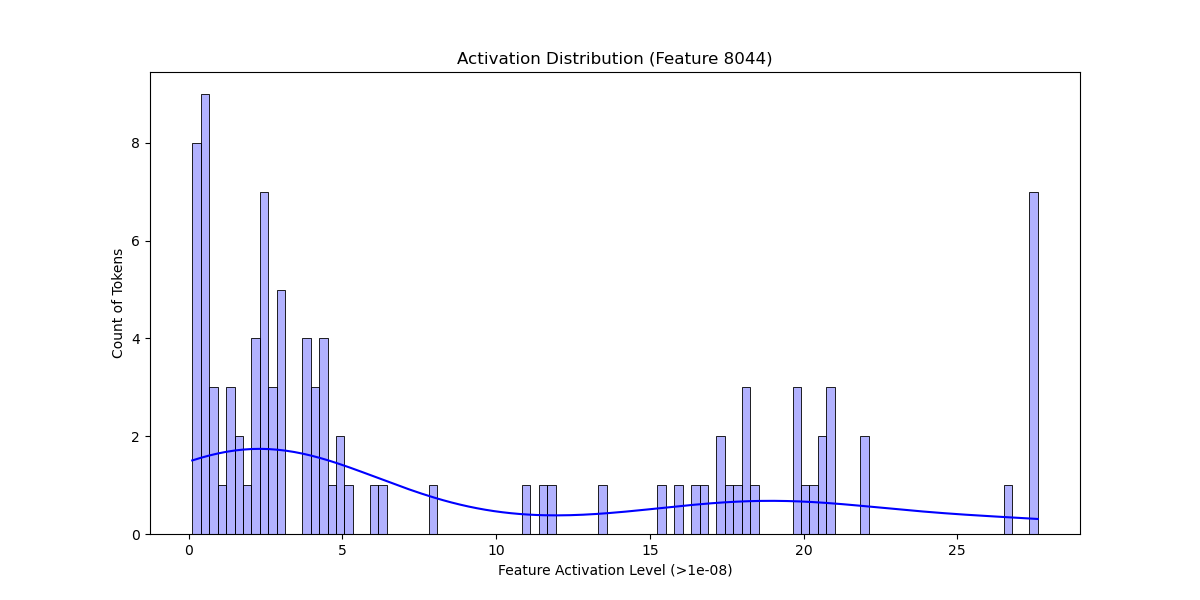 Activation Distribution (Feature 8044)
Count of Tokens
8
6
4
2
0
0 5 10 15 20 25
Feature Activation Level (>1e-08)